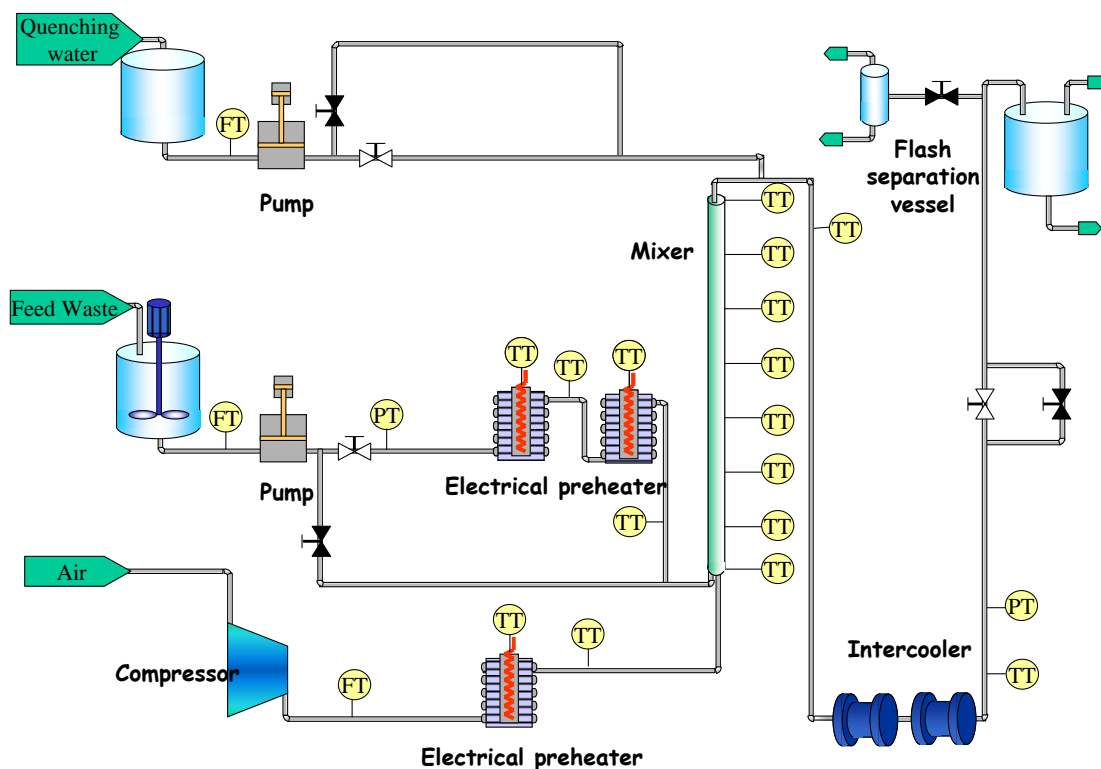 Quenching
water
FT
Pump
Flash
separation
vessel
TT
TT
Mixer
TT
TT
TT
TT
TT
TT
TT
Feed Waste
TT
TT
TT
FT
PT
Electrical preheater
Pump
TT
TT
Air
TT
TT
PT
Compressor
FT
Intercooler
TT
Electrical preheater